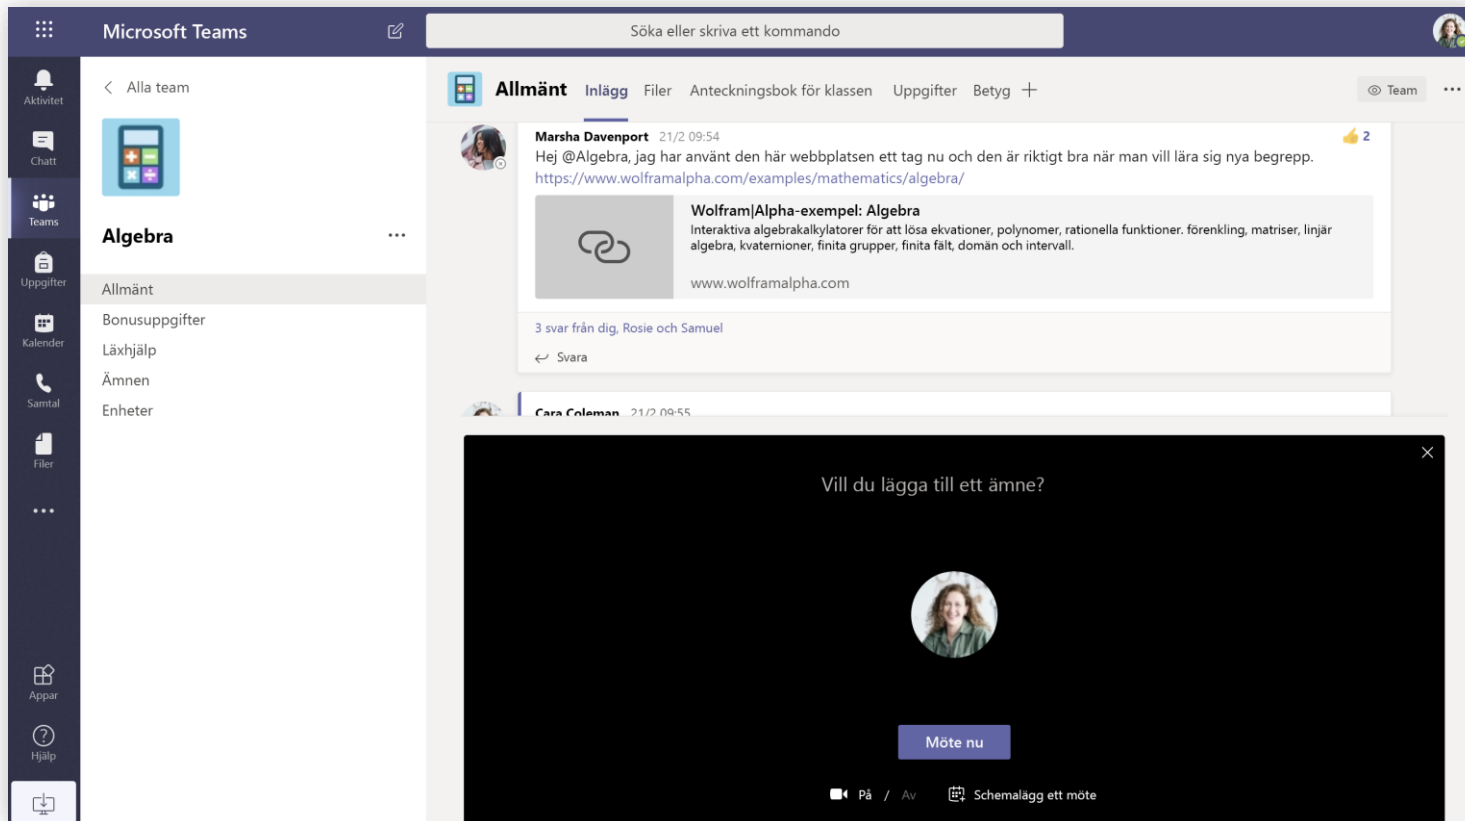 Microsoft Teams
Söka eller skriva ett kommando
Aktivitet
Chatt
Teams
Uppgifter
Kalender
Samtal
Filer
Appar
Hjälp
Alla team
Algebra
Allmänt
Bonusuppgifter
Läxhjälp
Ämnen
Enheter
Allmänt Inlägg Filer Anteckningsbok för klassen Uppgifter Betyg
Team
Marsha Davenport 21/2 09:54
2
Hej @Algebra, jag har använt den här webbplatsen ett tag nu och den är riktigt bra när man vill lära sig nya begrepp.
https://www.wolframalpha.com/examples/mathematics/algebra/
Wolfram|Alpha-exempel: Algebra
Interaktiva algebrakalkylatorer för att lösa ekvationer, polynomer, rationella funktioner. förenkling, matriser, linjär
algebra, kvaternioner, finita grupper, finita fält, domän och intervall.
www.wolframalpha.com
3 svar från dig, Rosie och Samuel
Svara
Cara Coleman 21/2 09:55
Vill du lägga till ett ämne?
Möte nu
På / Av
Schemalägg ett möte